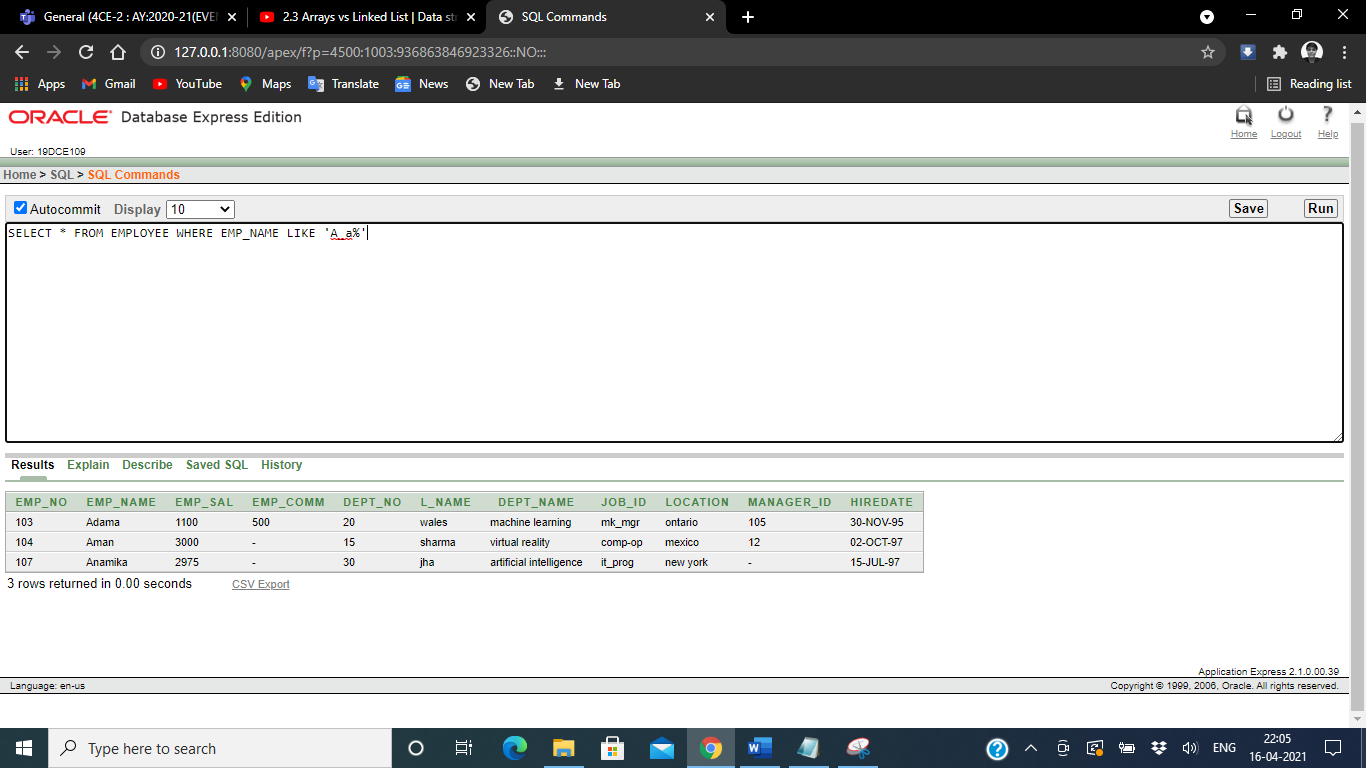 General (4CE-2 : AY:2020-21(EVE
2.3 Arrays vs Linked List | Data str
SQL Commands
127.0.0.1:8080/apex/f?p=4500:1003:936863846923326::NO:::
Apps Gmail YouTube Maps Translate News New Tab New Tab Reading list
ORACLE Database Express Edition
Home Logout Help
User: 19DCE109
Home > SQL > SQL Commands
Autocommit Display 10 Save Run
SELECT * FROM EMPLOYEE WHERE EMP_NAME LIKE 'A_a%'
Results Explain Describe Saved SQL History
EMP_NO EMP_NAME EMP_SAL EMP_COMM DEPT_NO L_NAME DEPT_NAME JOB_ID LOCATION MANAGER_ID HIREDATE
103 Adama 1100 500 20 wales machine learning mk_mgr ontario 105 30-NOV-95
104 Aman 3000 - 15 sharma virtual reality comp-op mexico 12 02-OCT-97
107 Anamika 2975 - 30 jha artificial intelligence it_prog new york - 15-JUL-97
3 rows returned in 0.00 seconds CSV Export
Application Express 2.1.0.00.39
Language: en-us Copyright © 1999, 2006, Oracle. All rights reserved.
Type here to search
ENG
22:05
16-04-2021